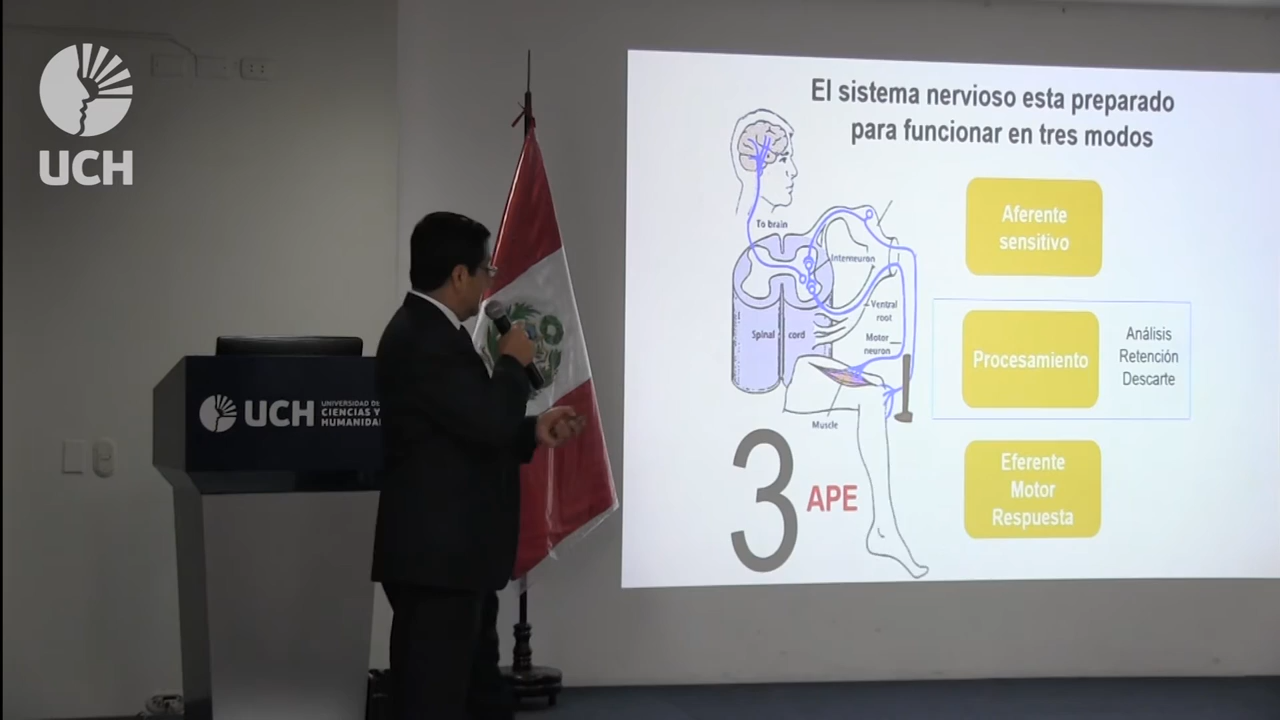 UCH
UCH
UNIVERSIDAD DE
CIENCIAS Y
HUMANIDA
El sistema nervioso esta preparado
para funcionar en tres modos
To brain
Interneuron
Ventral
root
Spinal cord
Motor
neuron
Muscle
3 APE
Aferente
sensitivo
Procesamiento
Análisis
Retención
Descarte
Eferente
Motor
Respuesta